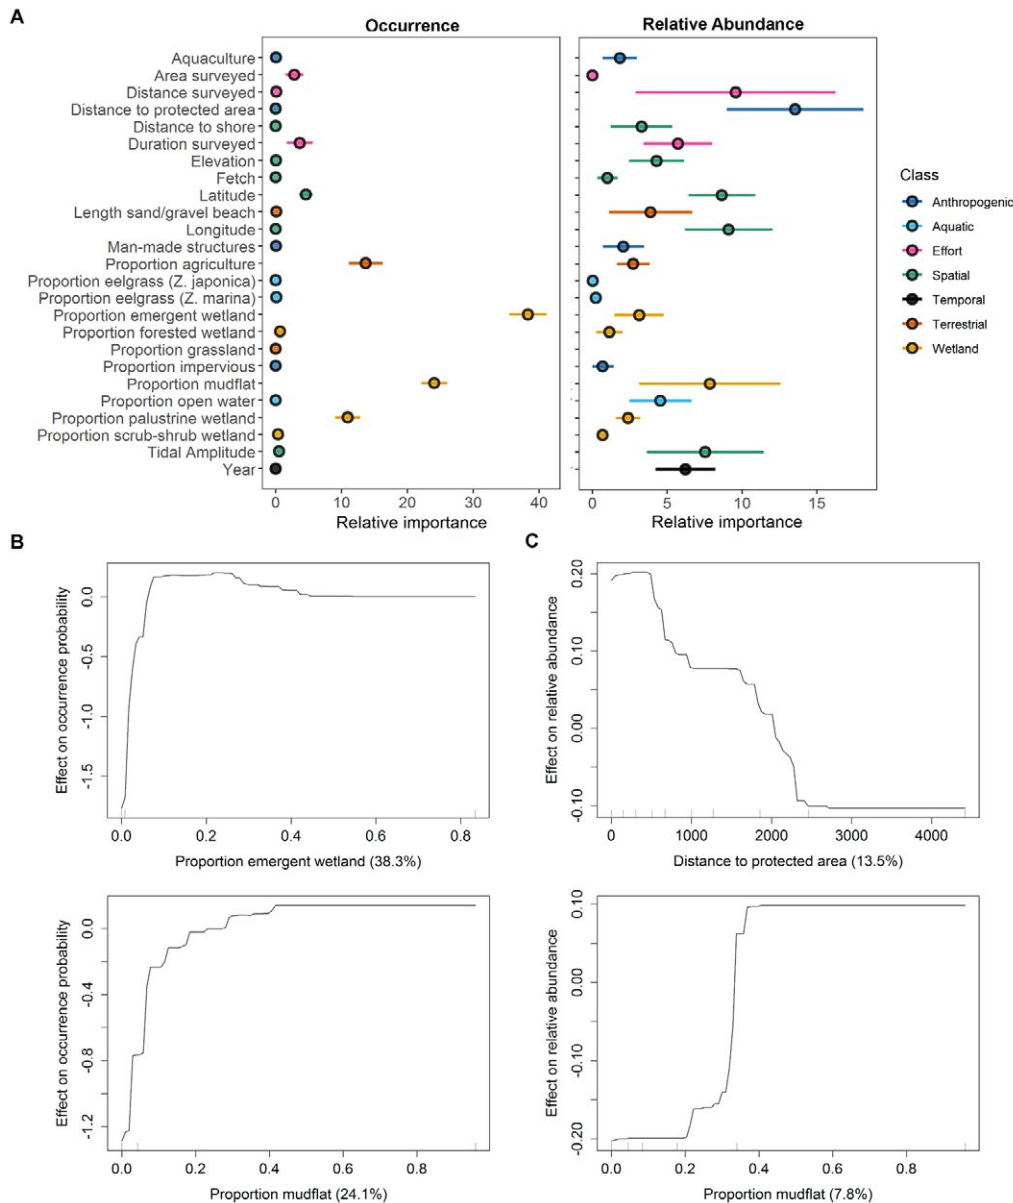 A
Occurrence
Relative Abundance
Aquaculture
Area surveyed
Distance surveyed
Distance to protected area
Distance to shore
Duration surveyed
Elevation
Fetch
Latitude
Length sand/gravel beach
Longitude
Man-made structures
Proportion agriculture
Proportion eelgrass (Z. japonica)
Proportion eelgrass (Z. marina)
Proportion emergent wetland
Proportion forested wetland
Proportion grassland
Proportion impervious
Proportion mudflat
Proportion open water
Proportion palustrine wetland
Proportion scrub-shrub wetland
Tidal Amplitude
Year
0 10 20 30 40
Relative importance
0 5 10 15
Relative importance
Class
Anthropogenic
Aquatic
Effort
Spatial
Temporal
Terrestrial
Wetland
B
Effect on occurrence probability
0.0
-0.5
-1.0
-1.5
0.0 0.2 0.4 0.6 0.8
Proportion emergent wetland (38.3%)
C
Effect on relative abundance
0.20
0.10
0.00
-0.10
0 1000 2000 3000 4000
Distance to protected area (13.5%)
Effect on occurrence probability
0.0
-0.4
-0.8
-1.2
0.0 0.2 0.4 0.6 0.8
Proportion mudflat (24.1%)
Effect on relative abundance
0.10
0.00
-0.10
-0.20
0.0 0.2 0.4 0.6 0.8
Proportion mudflat (7.8%)